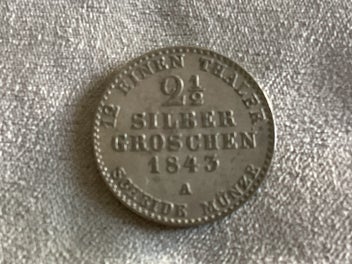 12 EINEN THALER
2½
SILBER
GROSCHEN
1843
A
SCHEIDE MÜNZE